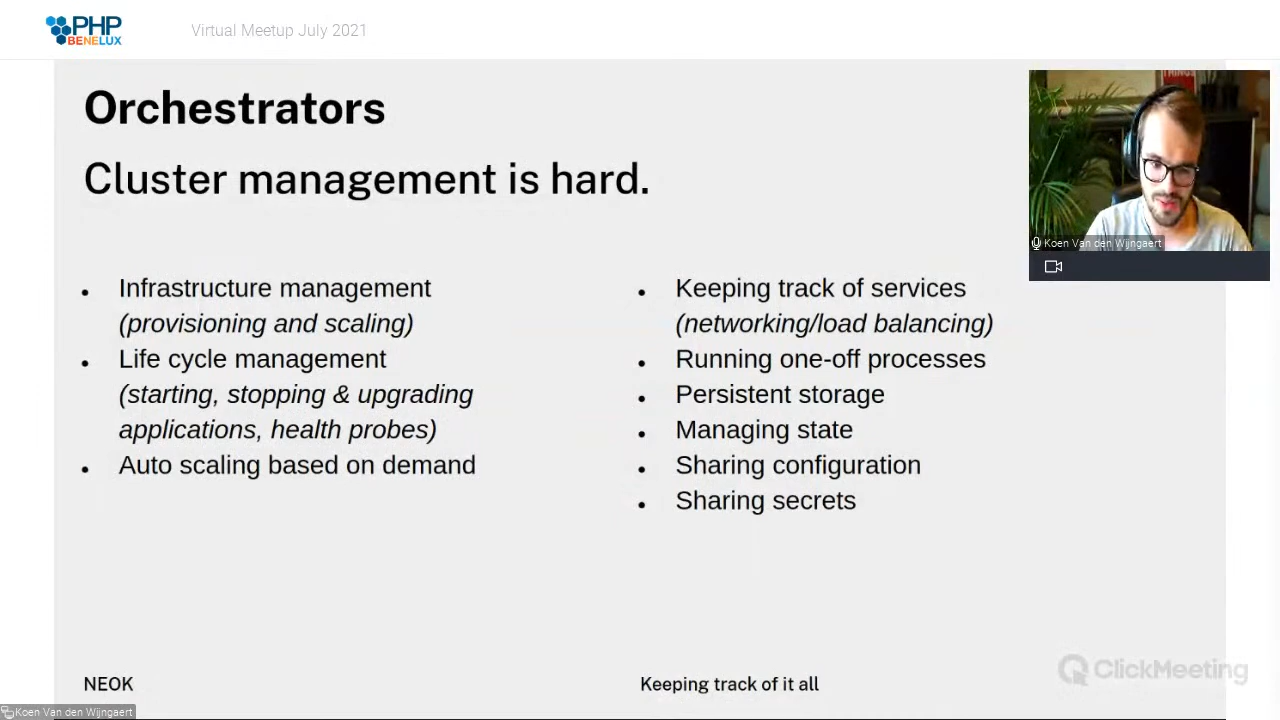 PHP
BENELUX
Virtual Meetup July 2021
Orchestrators
Cluster management is hard.
Infrastructure management
(provisioning and scaling)
Life cycle management
(starting, stopping & upgrading
applications, health probes)
Auto scaling based on demand
Keeping track of services
(networking/load balancing)
Running one-off processes
Persistent storage
Managing state
Sharing configuration
Sharing secrets
THINGS
Koen Van den Wijngaert
NEOK
Keeping track of it all
ClickMeeting
Koen Van den Wijngaert